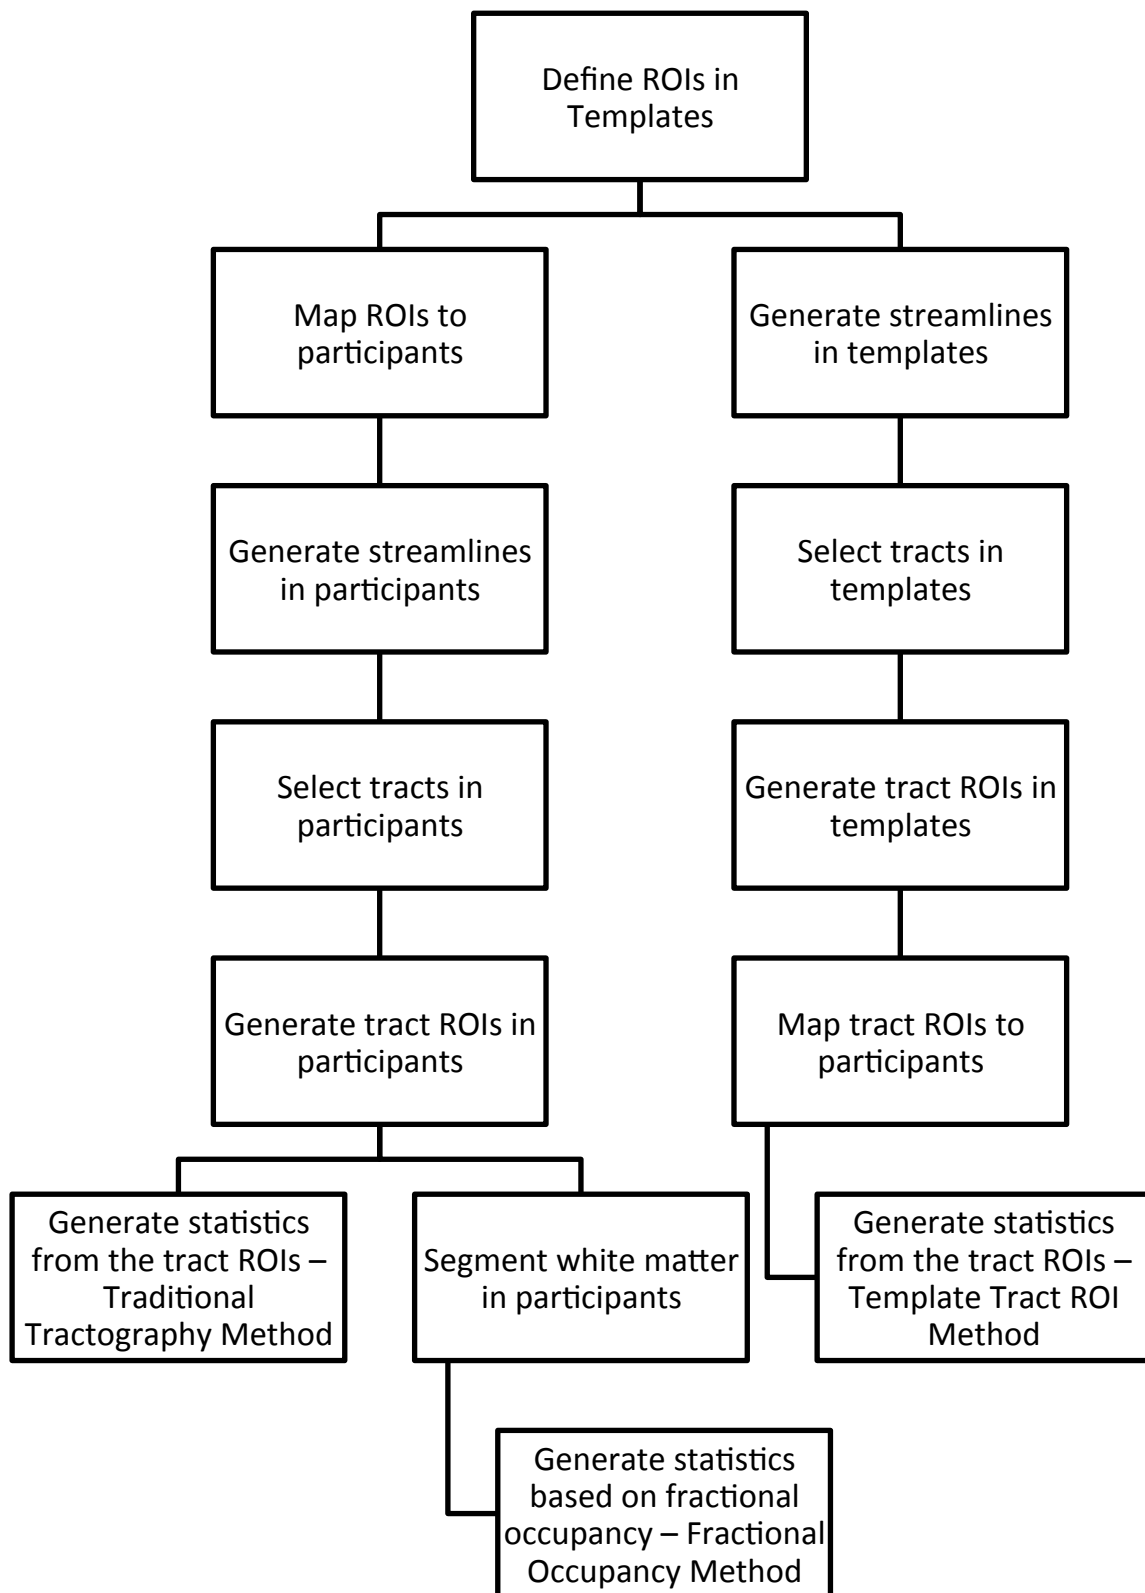 Define ROIs in
Templates
Map ROIs to
participants
Generate streamlines
in templates
Generate streamlines
in participants
Select tracts in
templates
Select tracts in
participants
Generate tract ROIs in
templates
Generate tract ROIs in
participants
Map tract ROIs to
participants
Generate statistics
from the tract ROIs –
Traditional
Tractography Method
Segment white matter
in participants
Generate statistics
from the tract ROIs –
Template Tract ROI
Method
Generate statistics
based on fractional
occupancy – Fractional
Occupancy Method